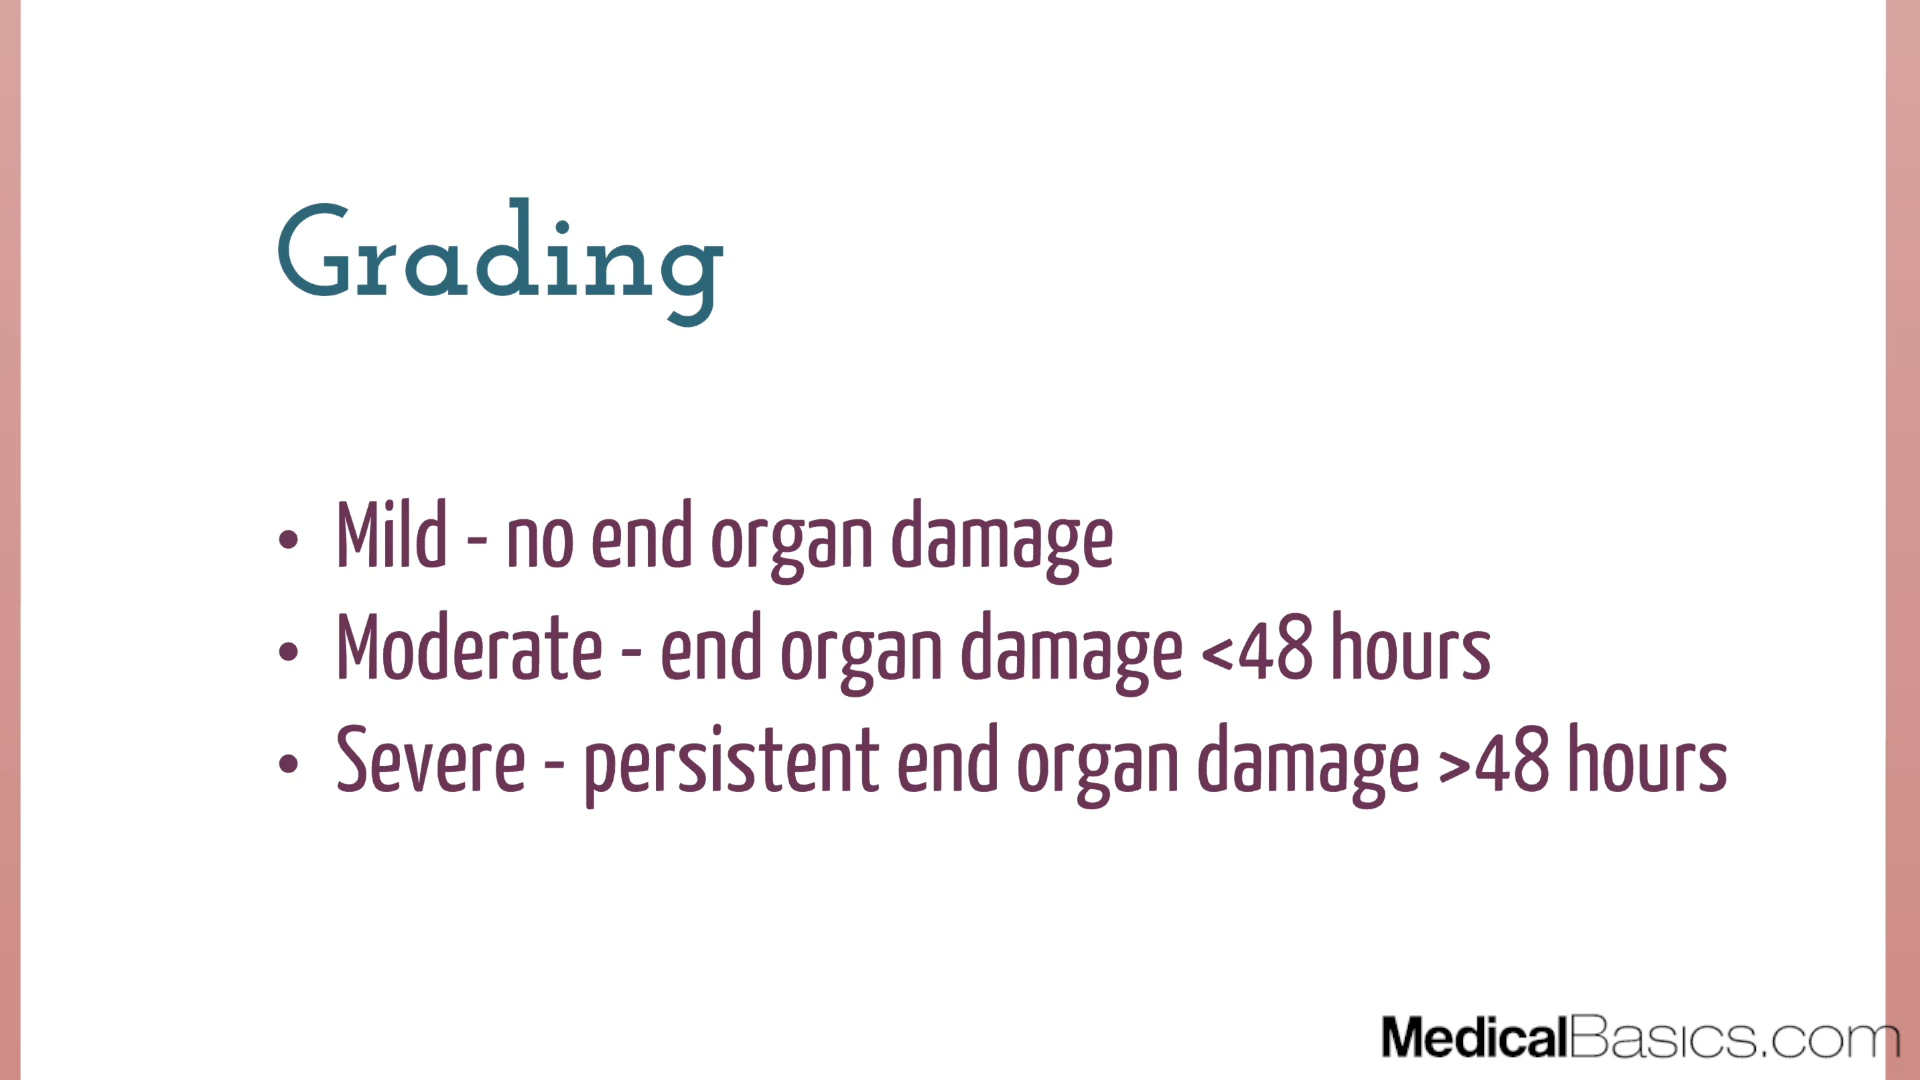 Grading
• Mild - no end organ damage
• Moderate - end organ damage <48 hours
• Severe - persistent end organ damage >48 hours
MedicalBasics.com